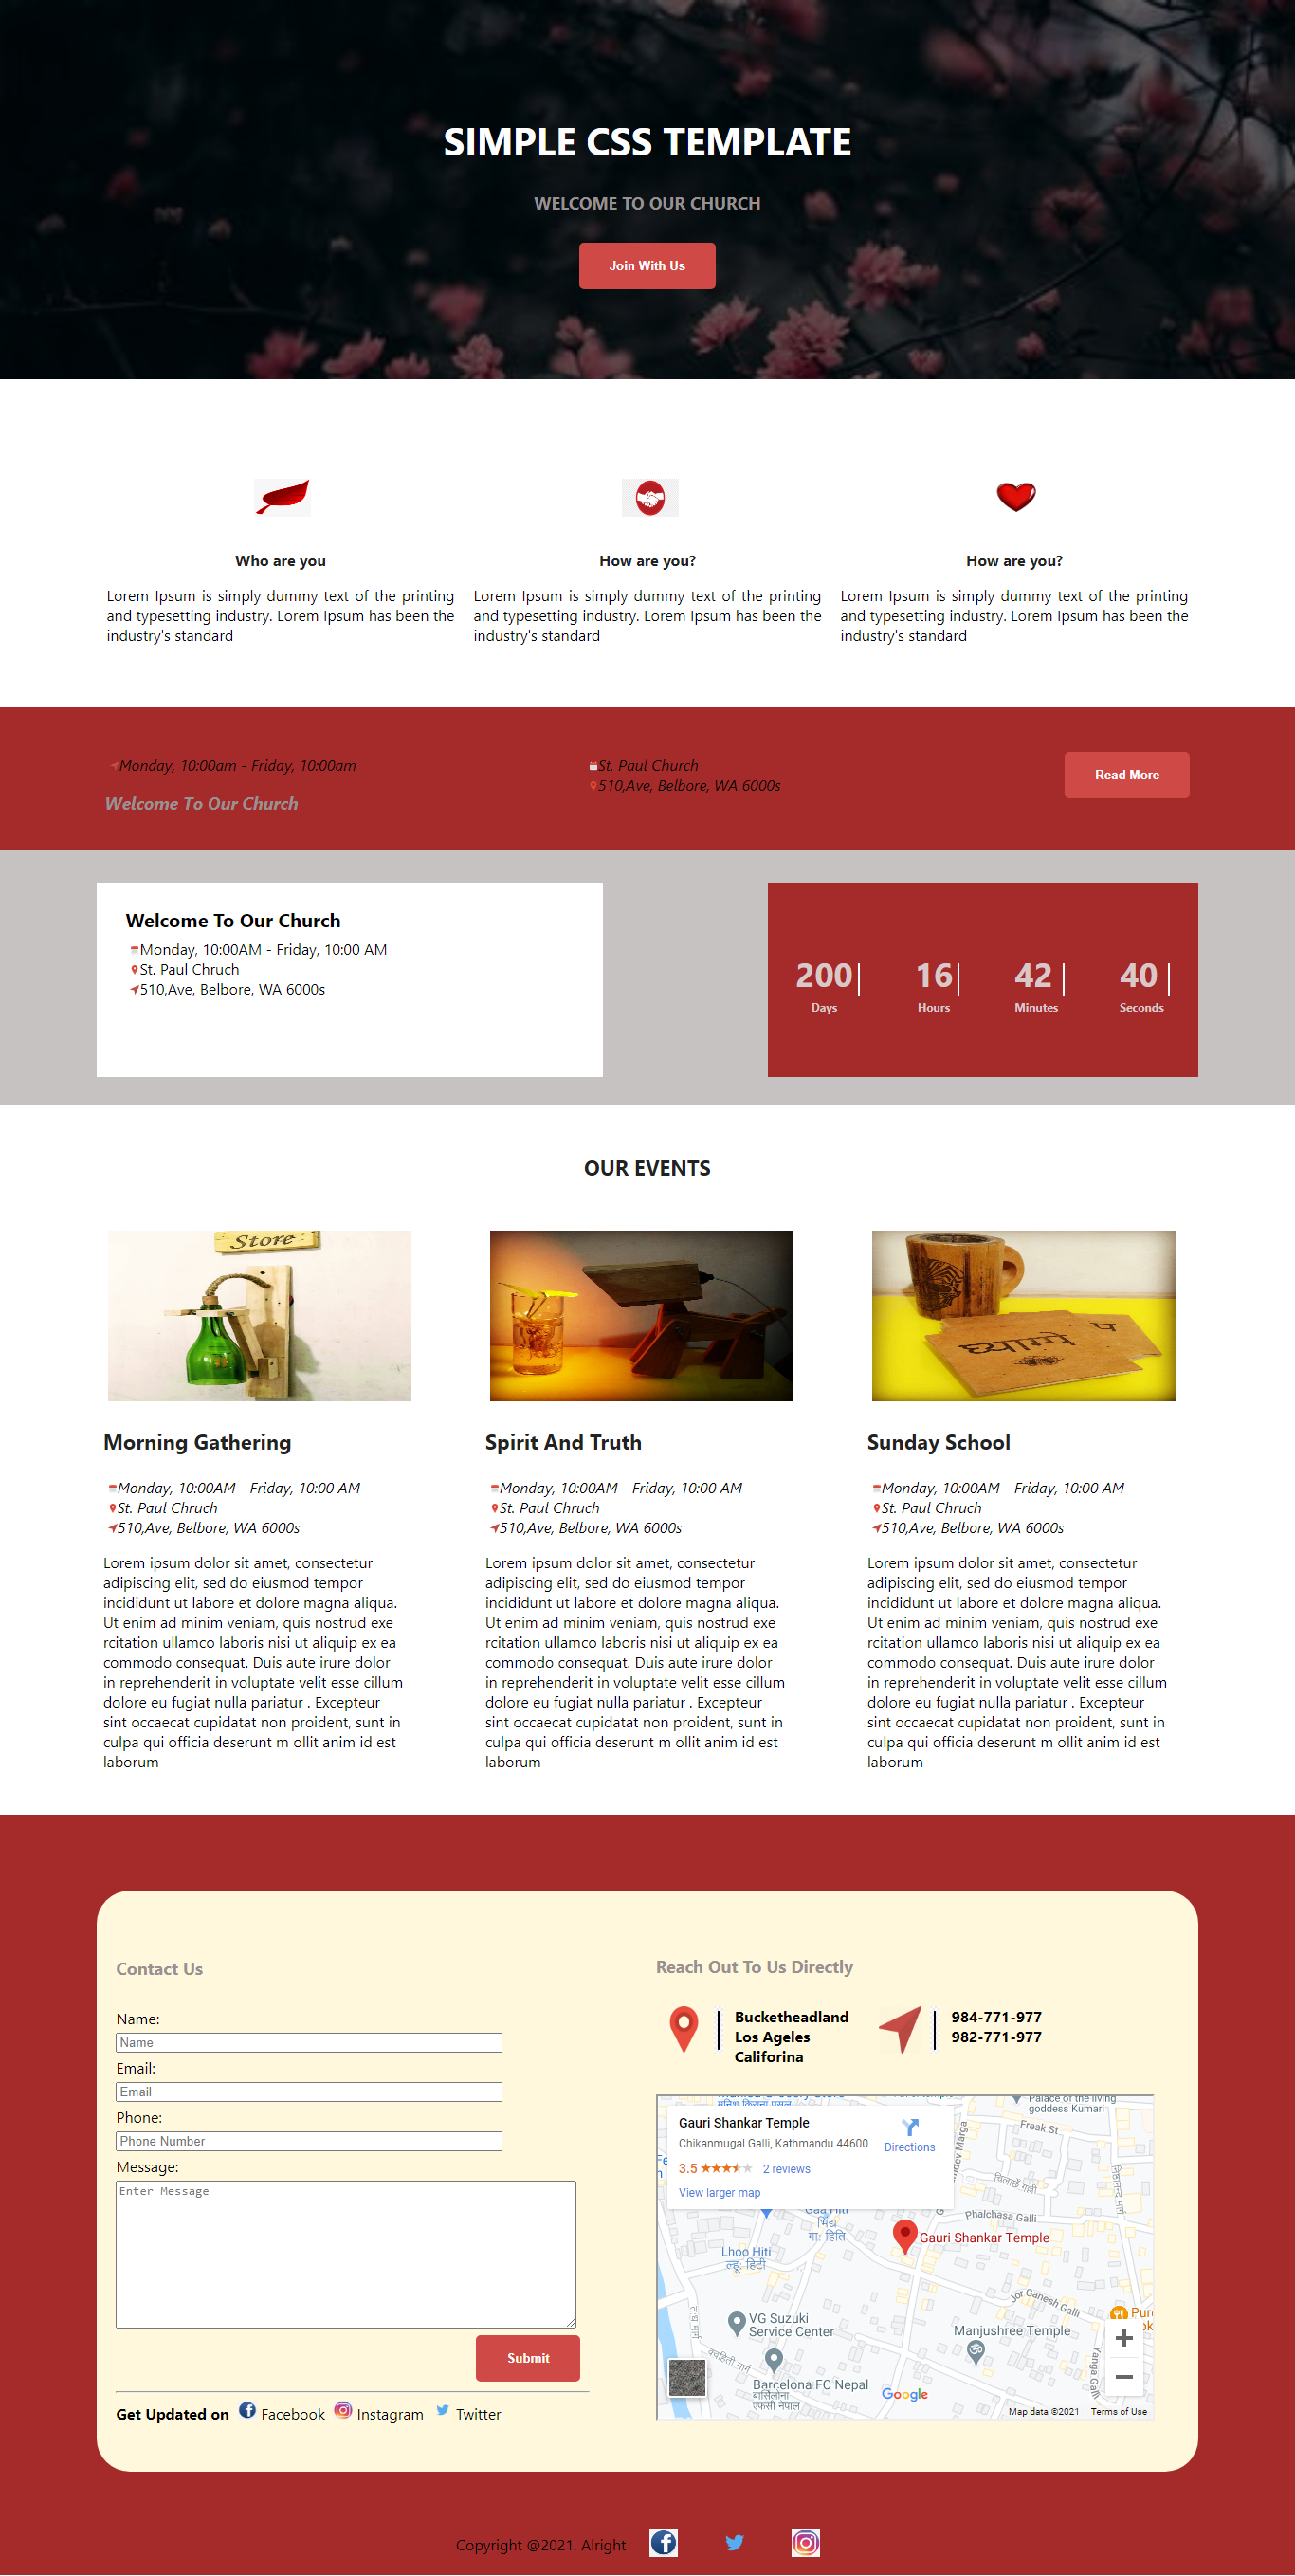 SIMPLE CSS TEMPLATE
WELCOME TO OUR CHURCH
Join With Us
Who are you
Lorem Ipsum is simply dummy text of the printing
and typesetting industry. Lorem Ipsum has been the
industry's standard
How are you?
Lorem Ipsum is simply dummy text of the printing
and typesetting industry. Lorem Ipsum has been the
industry's standard
How are you?
Lorem Ipsum is simply dummy text of the printing
and typesetting industry. Lorem Ipsum has been the
industry's standard
Monday, 10:00am - Friday, 10:00am
Welcome To Our Church
St. Paul Church
510,Ave, Belbore, WA 6000s
Read More
Welcome To Our Church
Monday, 10:00AM - Friday, 10:00 AM
St. Paul Chruch
510,Ave, Belbore, WA 6000s
200
Days
16
Hours
42
Minutes
40
Seconds
OUR EVENTS
Store
Morning Gathering
Monday, 10:00AM - Friday, 10:00 AM
St. Paul Chruch
510,Ave, Belbore, WA 6000s
Lorem ipsum dolor sit amet, consectetur
adipiscing elit, sed do eiusmod tempor
incididunt ut labore et dolore magna aliqua.
Ut enim ad minim veniam, quis nostrud exe
rcitation ullamco laboris nisi ut aliquip ex ea
commodo consequat. Duis aute irure dolor
in reprehenderit in voluptate velit esse cillum
dolore eu fugiat nulla pariatur . Excepteur
sint occaecat cupidatat non proident, sunt in
culpa qui officia deserunt m ollit anim id est
laborum
Spirit And Truth
Monday, 10:00AM - Friday, 10:00 AM
St. Paul Chruch
510,Ave, Belbore, WA 6000s
Lorem ipsum dolor sit amet, consectetur
adipiscing elit, sed do eiusmod tempor
incididunt ut labore et dolore magna aliqua.
Ut enim ad minim veniam, quis nostrud exe
rcitation ullamco laboris nisi ut aliquip ex ea
commodo consequat. Duis aute irure dolor
in reprehenderit in voluptate velit esse cillum
dolore eu fugiat nulla pariatur . Excepteur
sint occaecat cupidatat non proident, sunt in
culpa qui officia deserunt m ollit anim id est
laborum
Sunday School
Monday, 10:00AM - Friday, 10:00 AM
St. Paul Chruch
510,Ave, Belbore, WA 6000s
Lorem ipsum dolor sit amet, consectetur
adipiscing elit, sed do eiusmod tempor
incididunt ut labore et dolore magna aliqua.
Ut enim ad minim veniam, quis nostrud exe
rcitation ullamco laboris nisi ut aliquip ex ea
commodo consequat. Duis aute irure dolor
in reprehenderit in voluptate velit esse cillum
dolore eu fugiat nulla pariatur . Excepteur
sint occaecat cupidatat non proident, sunt in
culpa qui officia deserunt m ollit anim id est
laborum
Contact Us
Name:
Name
Email:
Email
Phone:
Phone Number
Message:
Enter Message
Submit
Get Updated on Facebook Instagram Twitter
Reach Out To Us Directly
Bucketheadland
Los Ageles
Califorina
984-771-977
982-771-977
Palace of the living
goddess Kumari
Gauri Shankar Temple
Chikanmugal Galli, Kathmandu 44600
3.5 2 reviews
View larger map
Directions
Freak St
Phalchasa Galli
Gauri Shankar Temple
Lhoo Hiti
ल्हू: हिटी
गा: हिति
Jor Ganesh Galli
VG Suzuki
Service Center
Manjushree Temple
Yanga Galli
Barcelona FC Nepal
बार्सिलोना
एफसी नेपाल
Google
Map data ©2021 Terms of Use
Copyright @2021. Alright